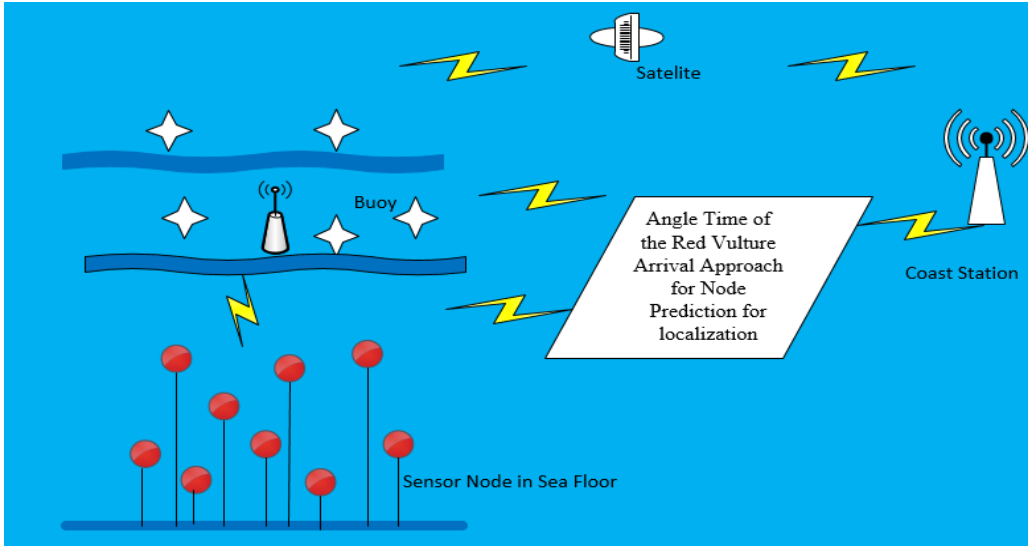 Satelite
Buoy
Angle Time of
the Red Vulture
Arrival Approach
for Node
Prediction for
localization
Coast Station
Sensor Node in Sea Floor